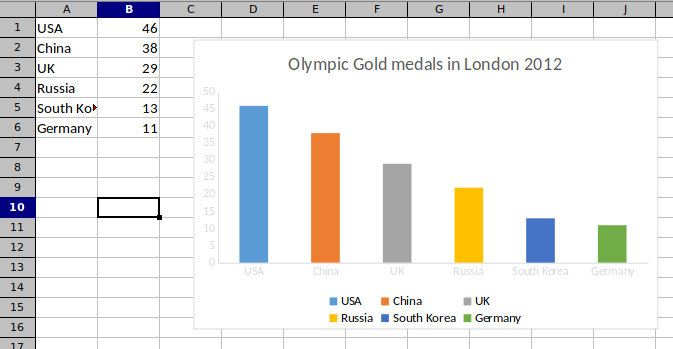 A B C D E F G H I J
1 USA 46
2 China 38
3 UK 29
4 Russia 22
5 South Ko 13
6 Germany 11
7
8
9
10
11
12
13
14
15
16
17
Olympic Gold medals in London 2012
50
45
40
35
30
25
20
15
10
5
0
USA China UK Russia South Korea Germany
USA China UK
Russia South Korea Germany